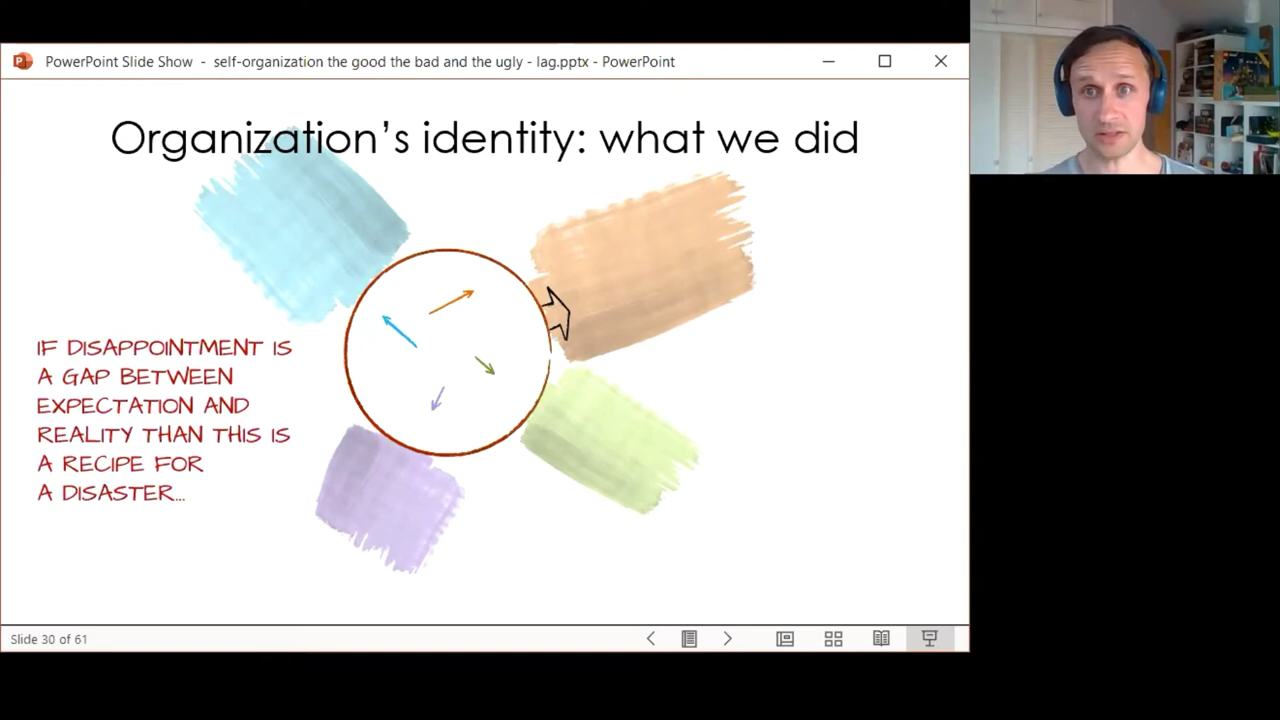 PowerPoint Slide Show - self-organization the good the bad and the ugly - lag.pptx - PowerPoint
Organization's identity: what we did
IF DISAPPOINTMENT IS
A GAP BETWEEN
EXPECTATION AND
REALITY THAN THIS IS
A RECIPE FOR
A DISASTER...
Slide 30 of 61